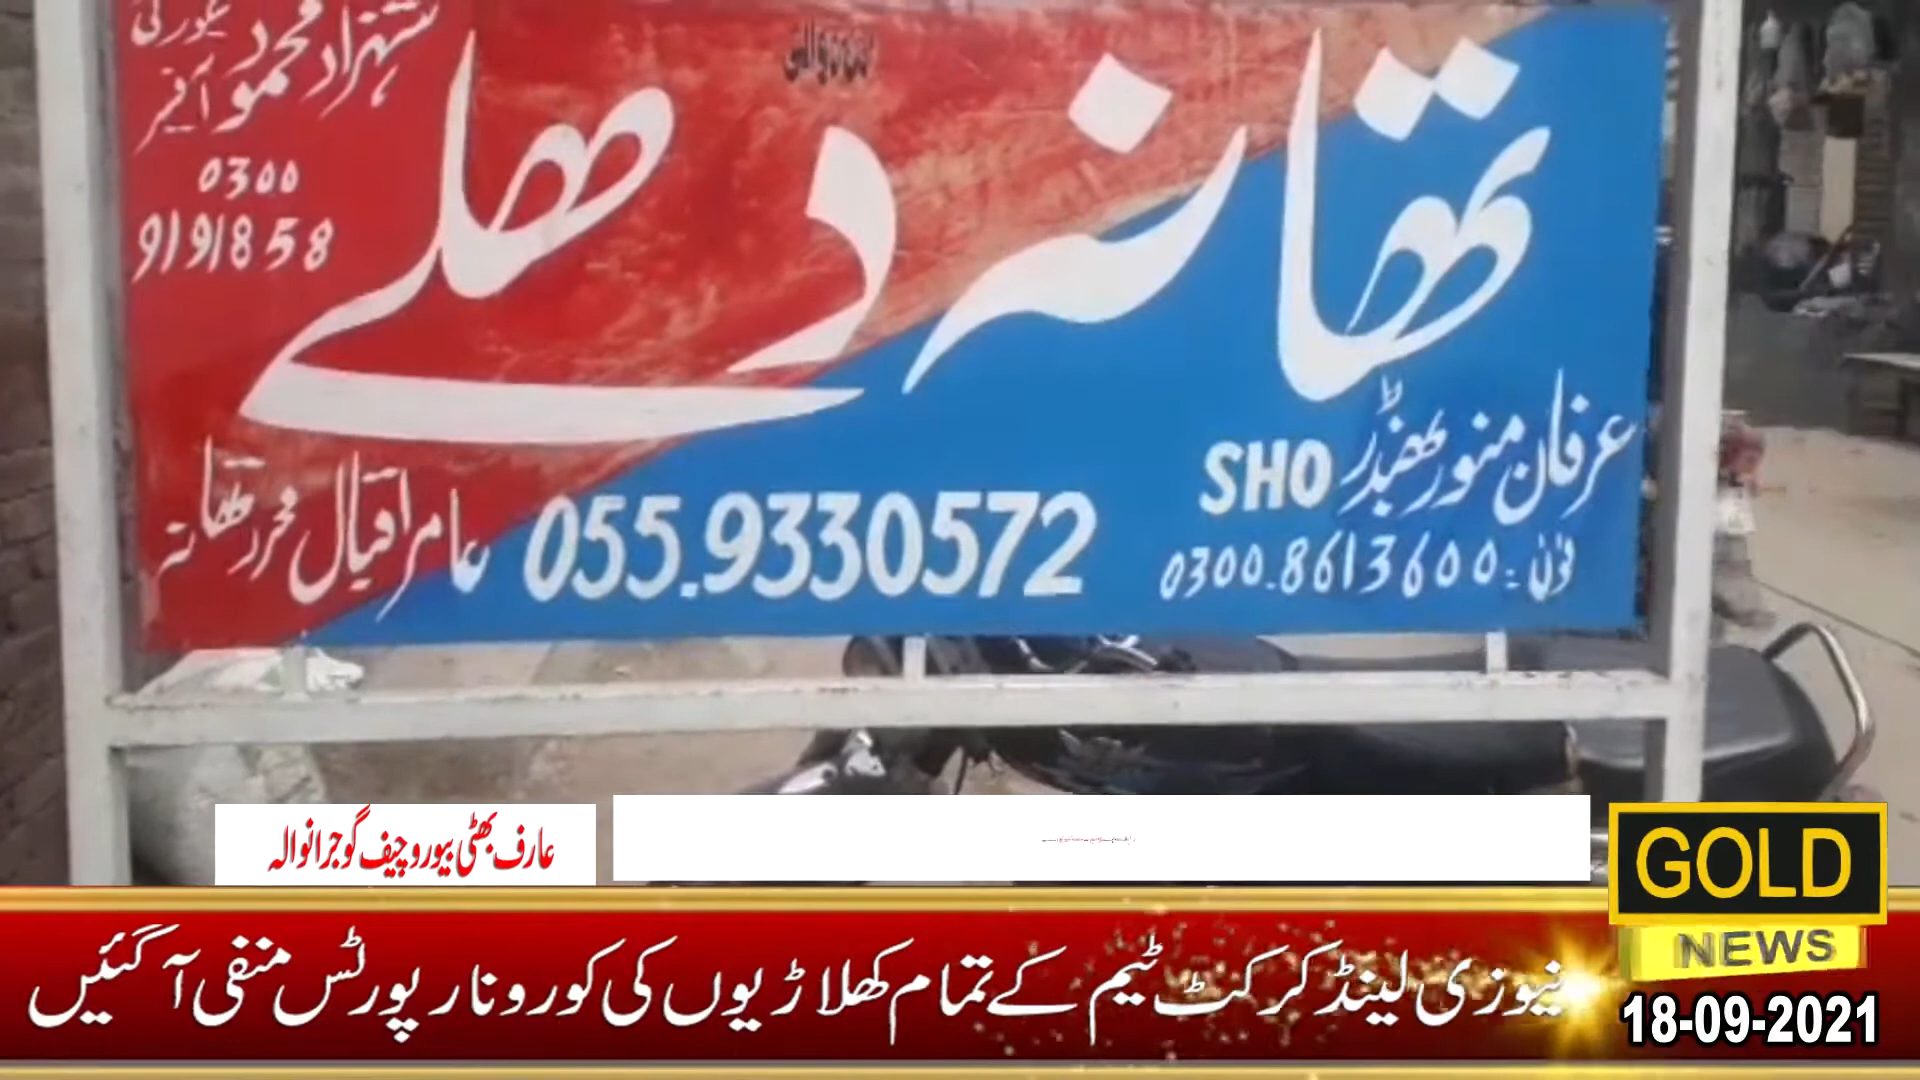 شہزاد محمود
0300
9191858
تھانہ دھلے
عرفان منور بھنڈر SHO
فون: 0300.8613600
055.9330572
عامر اقبال محرر تھانہ
عارف بھٹی بیورو چیف گوجرانوالہ
GOLD
NEWS
نیوزی لینڈ کرکٹ ٹیم کے تمام کھلاڑیوں کی کورونا رپورٹس منفی آ گئیں
18-09-2021